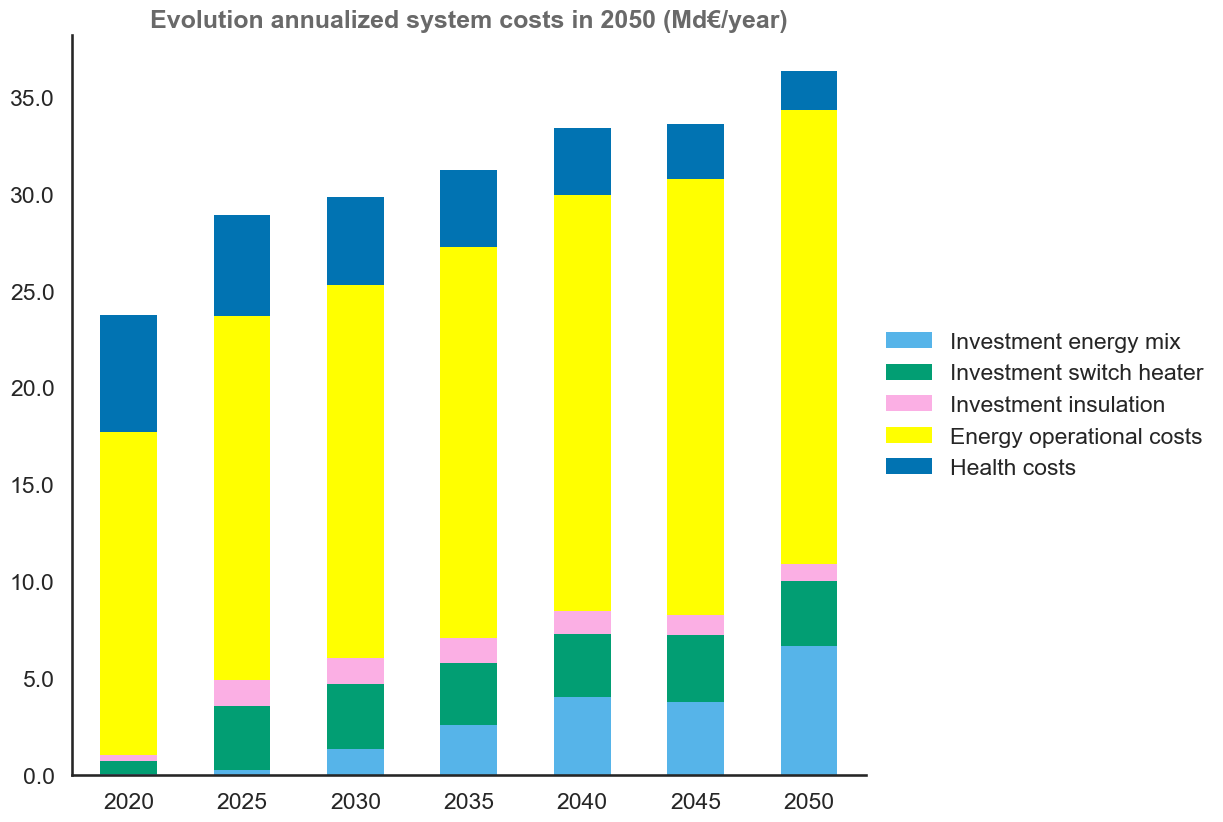 Evolution annualized system costs in 2050 (Md€/year)
35.0
30.0
25.0
20.0
15.0
10.0
5.0
0.0
2020 2025 2030 2035 2040 2045 2050
Investment energy mix
Investment switch heater
Investment insulation
Energy operational costs
Health costs